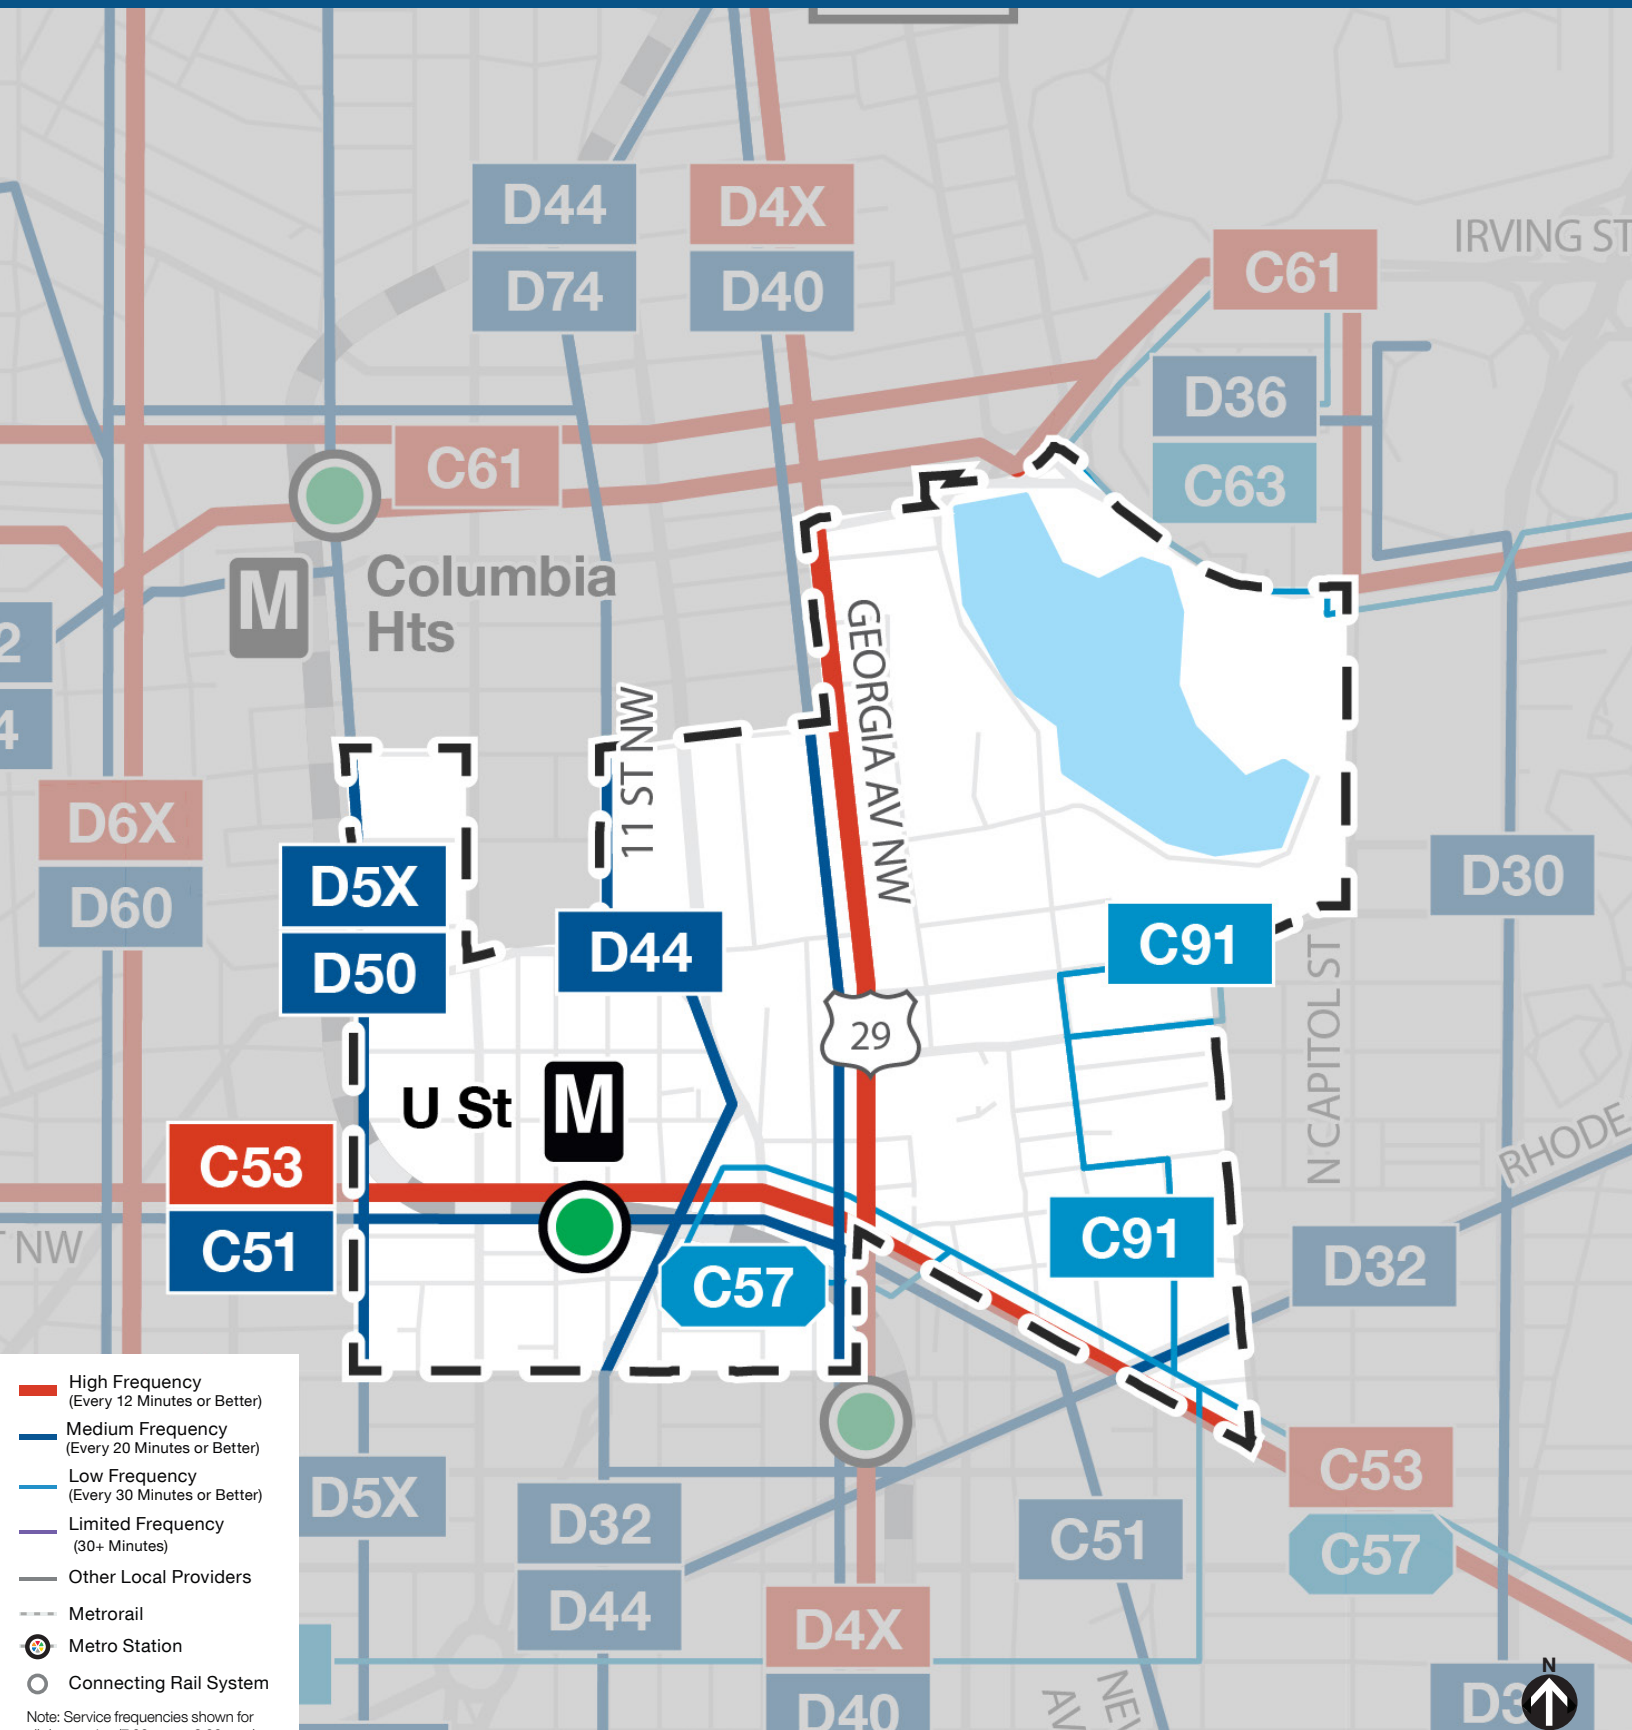 D44
D74
D4X
D40
IRVING ST
C61
D36
C63
C61
M
Columbia
Hts
2
4
GEORGIA AV NW
11 ST NW
D6X
D60
D5X
D50
D44
C91
D30
29
N CAPITOL ST
U St
M
RHODE
C53
C51
NW
C57
C91
D32
High Frequency
(Every 12 Minutes or Better)
Medium Frequency
(Every 20 Minutes or Better)
Low Frequency
(Every 30 Minutes or Better)
Limited Frequency
(30+ Minutes)
Other Local Providers
Metrorail
Metro Station
Connecting Rail System
Note: Service frequencies shown for
D5X
D32
D44
C51
C53
C57
D4X
D40
AV
D3
N